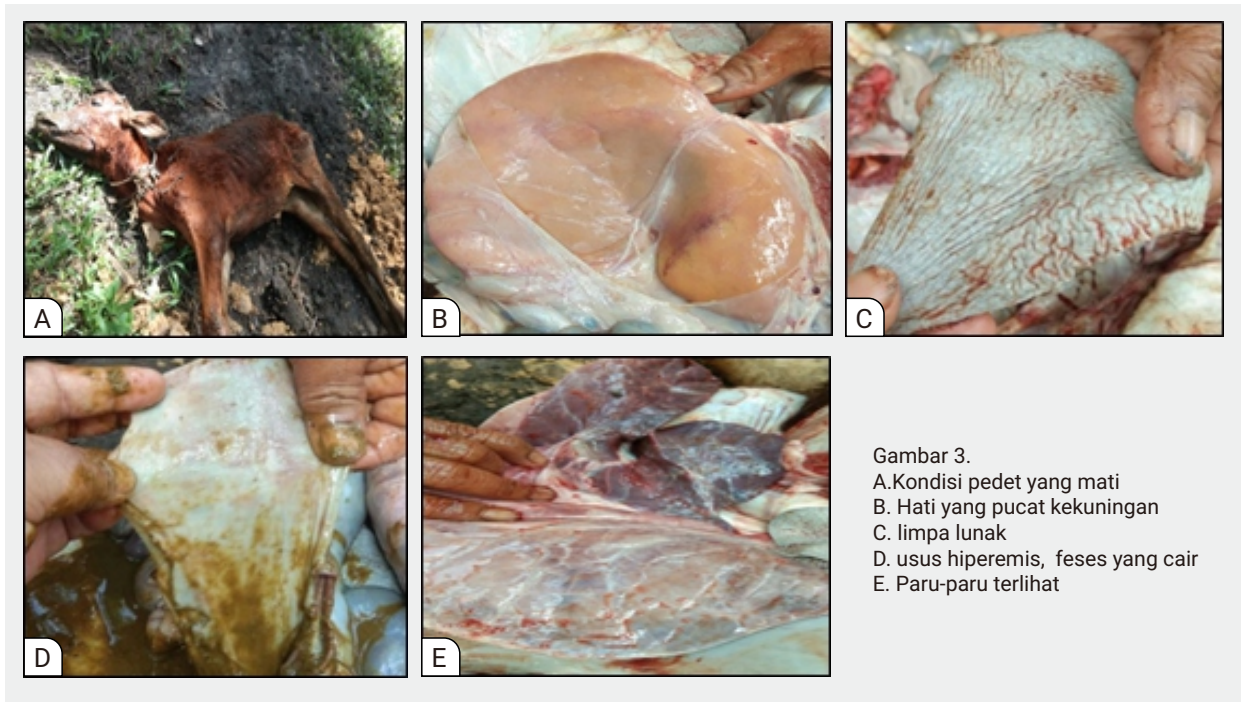 A
B
C
D
E
Gambar 3.
A.Kondisi pedet yang mati
B. Hati yang pucat kekuningan
C. limpa lunak
D. usus hiperemis, feses yang cair
E. Paru-paru terlihat